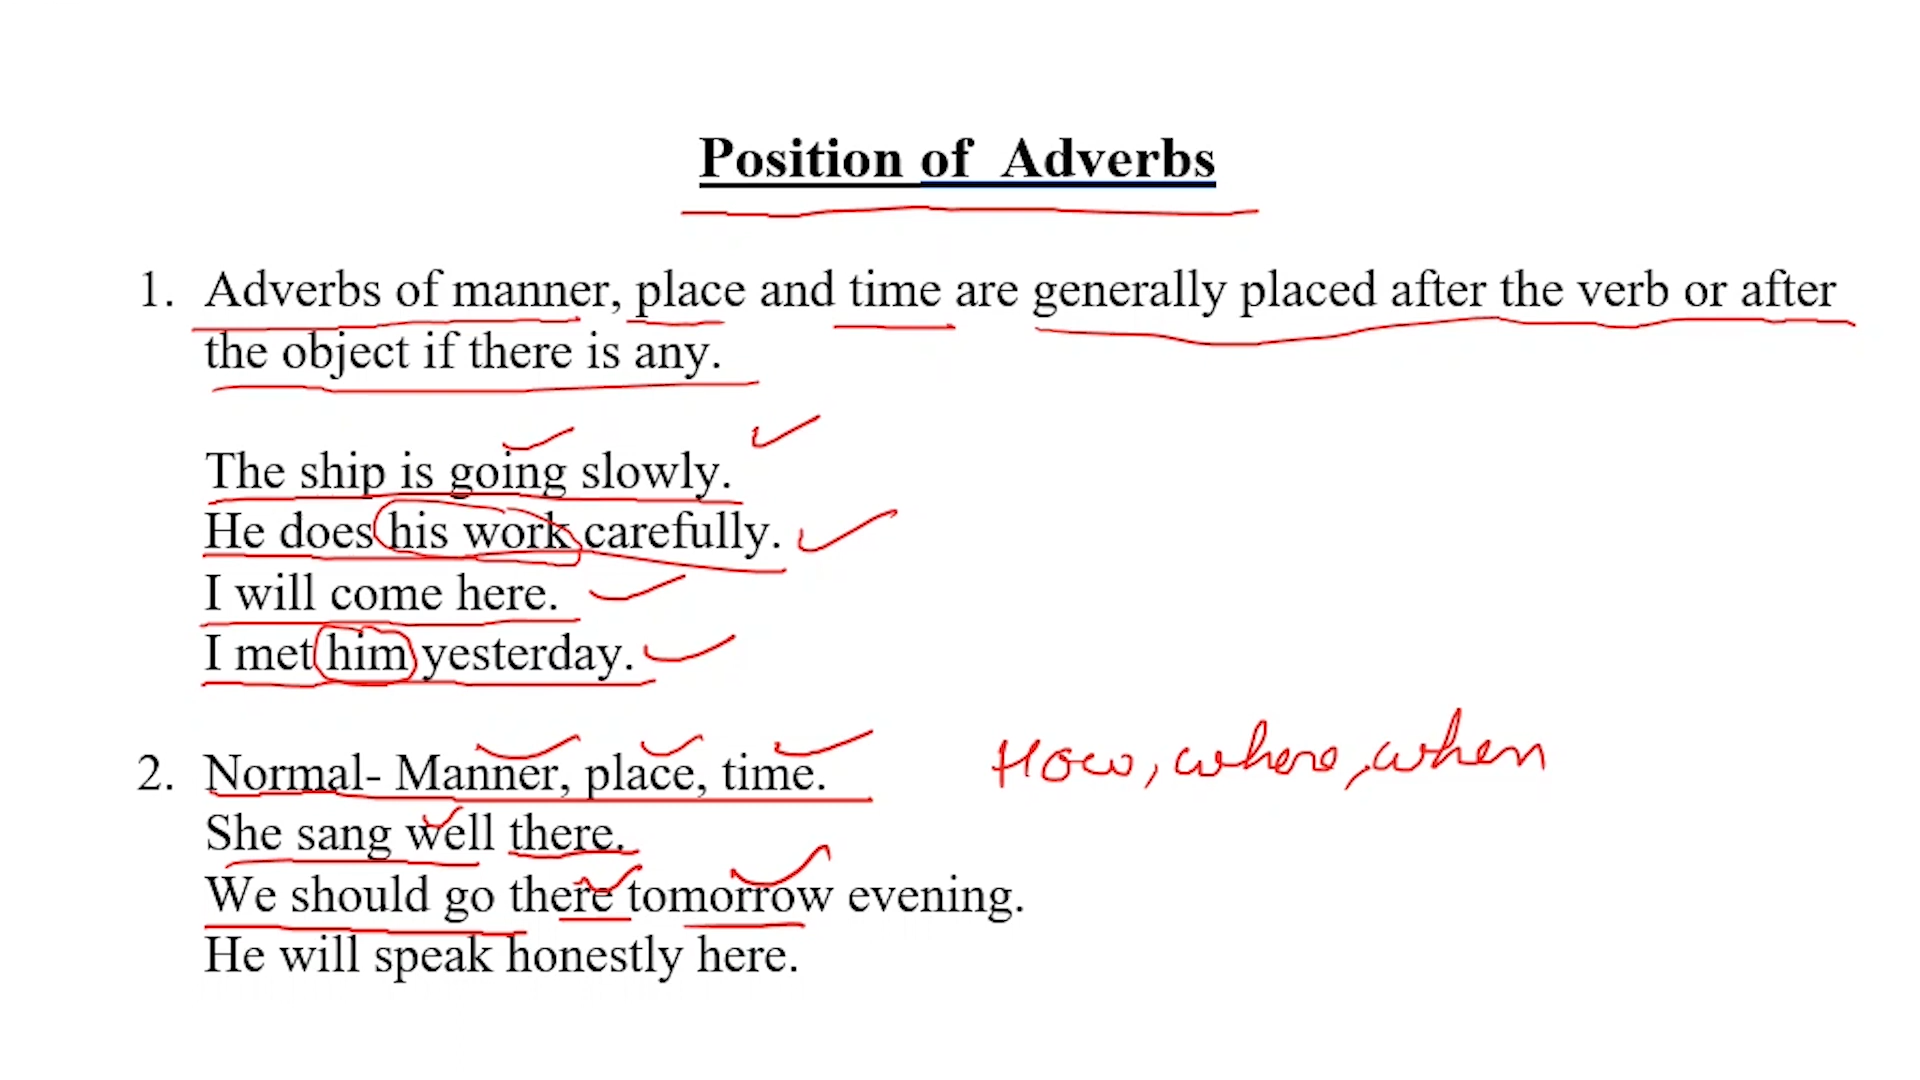 Position of Adverbs
1. Adverbs of manner, place and time are generally placed after the verb or after
the object if there is any.
The ship is going slowly.
He does his work carefully.
I will come here.
I met him yesterday.
2. Normal- Manner, place, time.
How, where, when
She sang well there.
We should go there tomorrow evening.
He will speak honestly here.